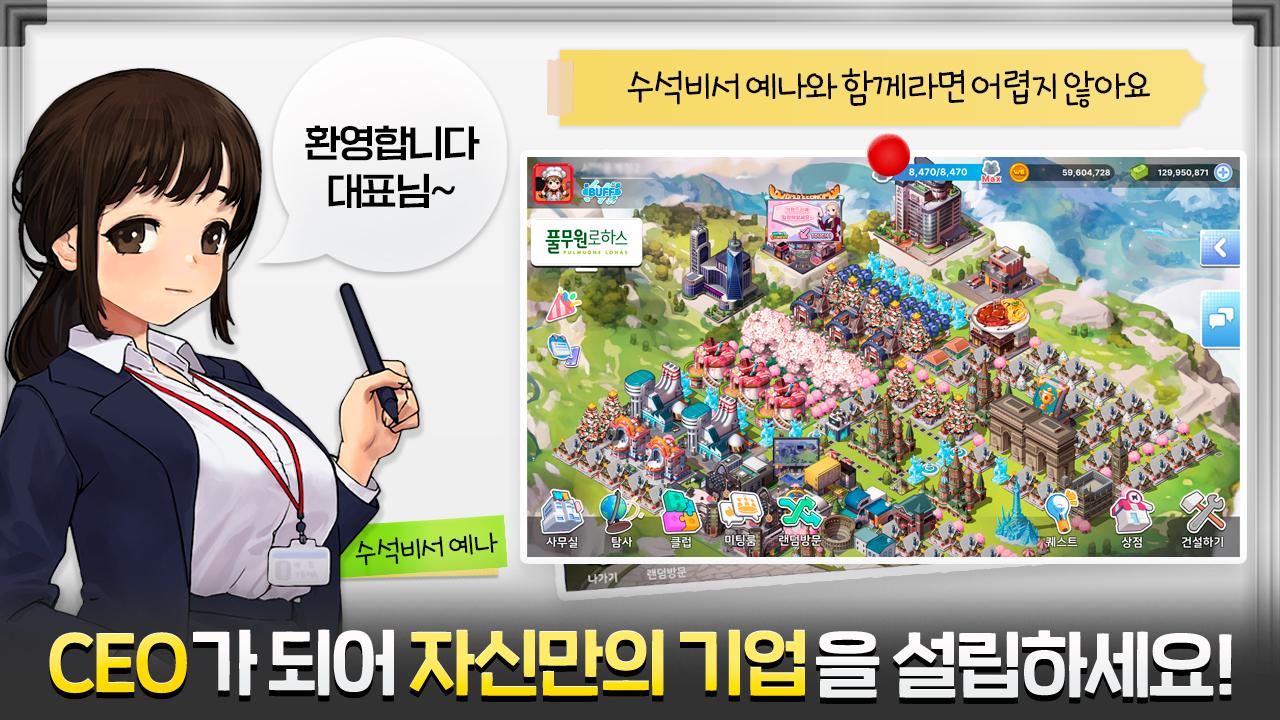 수석비서 예나와 함께라면 어렵지 않아요
환영합니다
대표님~
8,470/8,470
Max
59,604,728
129,950,871
BUFF
풀무원로하스
PULMUONE LOHAS
사무실
탐사
클럽
미팅룸
랜덤방문
퀘스트
상점
건설하기
나가기
랜덤방문
수석비서 예나
CEO가 되어 자신만의 기업을 설립하세요!